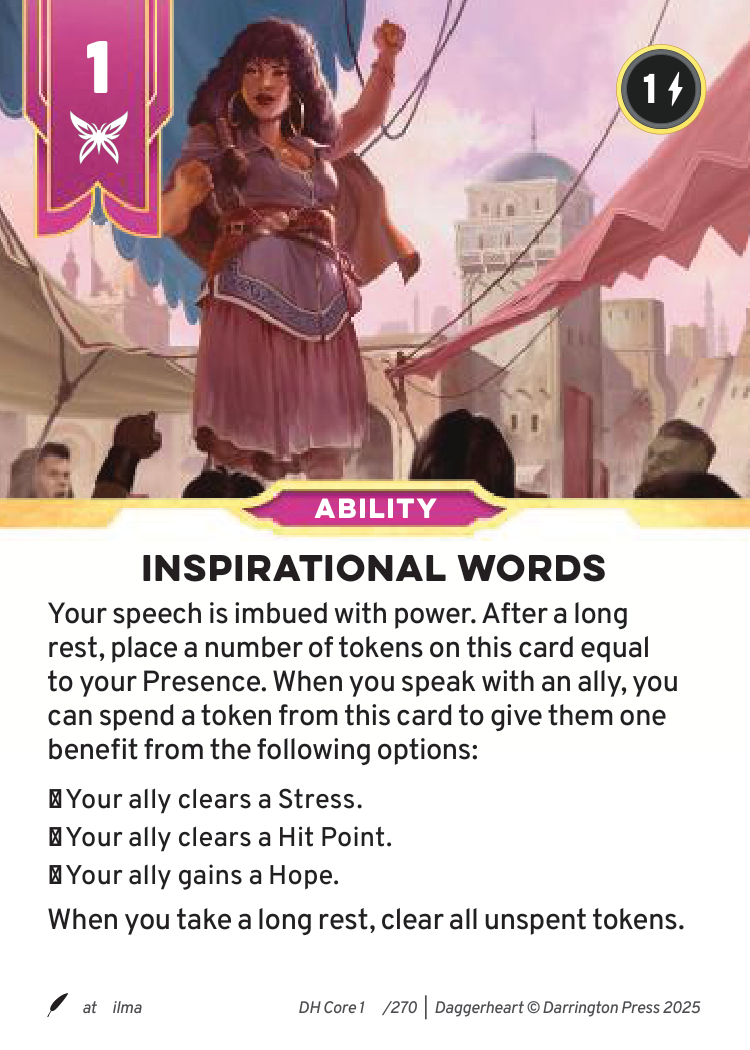 1
1
ABILITY
INSPIRATIONAL WORDS
Your speech is imbued with power. After a long
rest, place a number of tokens on this card equal
to your Presence. When you speak with an ally, you
can spend a token from this card to give them one
benefit from the following options:
Your ally clears a Stress.
Your ally clears a Hit Point.
Your ally gains a Hope.
When you take a long rest, clear all unspent tokens.
at ilma
DH Core 1 /270 | Daggerheart © Darrington Press 2025